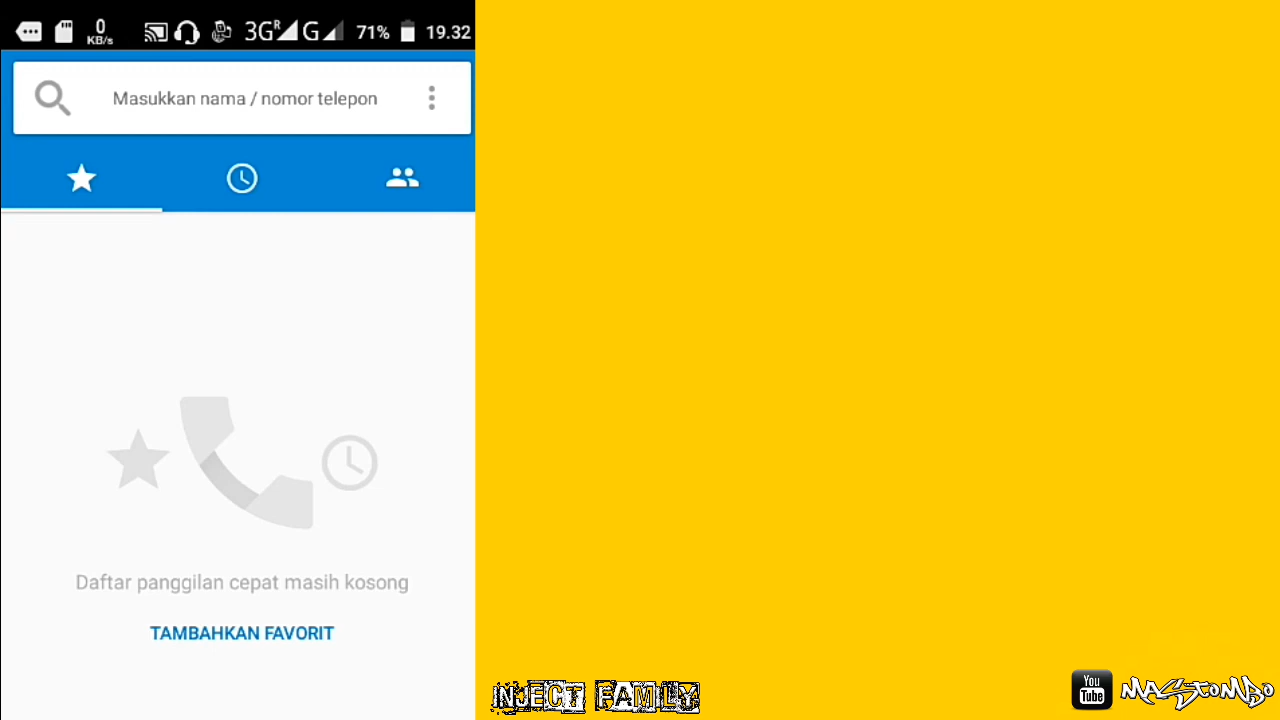 0
KB/s
3G R G 71% 19.32
Masukkan nama / nomor telepon
Daftar panggilan cepat masih kosong
TAMBAHKAN FAVORIT
INJECT FAMILY
You
Tube
MASTOMBO